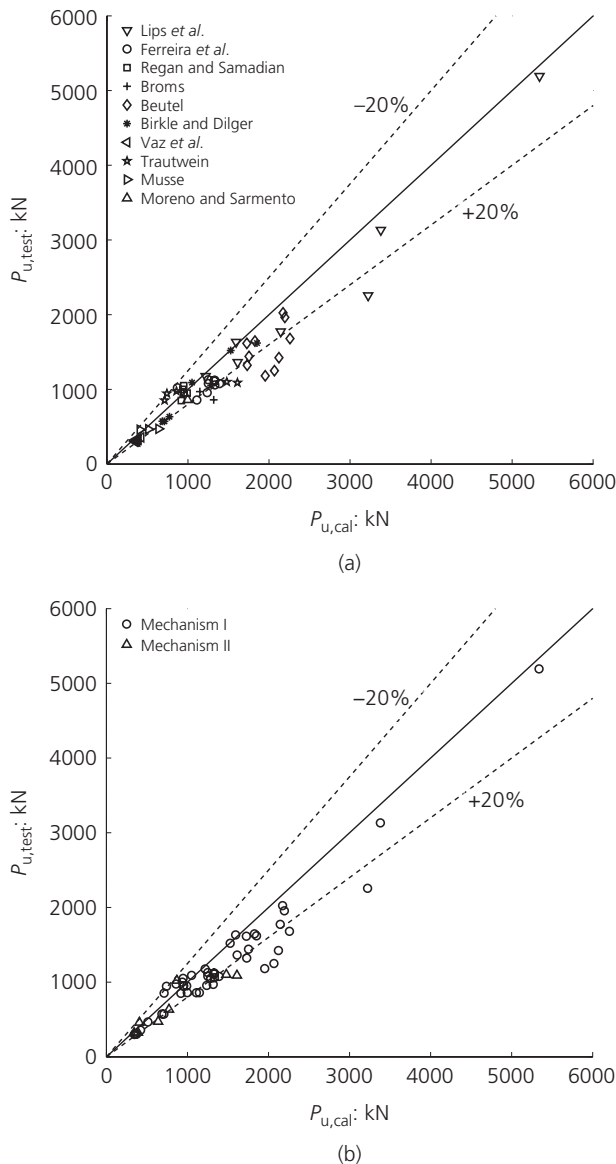 6000
5000
4000
3000
2000
1000
0
P_u,test: kN
Lips et al.
Ferreira et al.
Regan and Samadian
Broms
Beutel
Birkle and Dilger
Vaz et al.
Trautwein
Musse
Moreno and Sarmento
–20%
+20%
0 1000 2000 3000 4000 5000 6000
P_u,cal: kN
(a)
6000
5000
4000
3000
2000
1000
0
P_u,test: kN
Mechanism I
Mechanism II
–20%
+20%
0 1000 2000 3000 4000 5000 6000
P_u,cal: kN
(b)